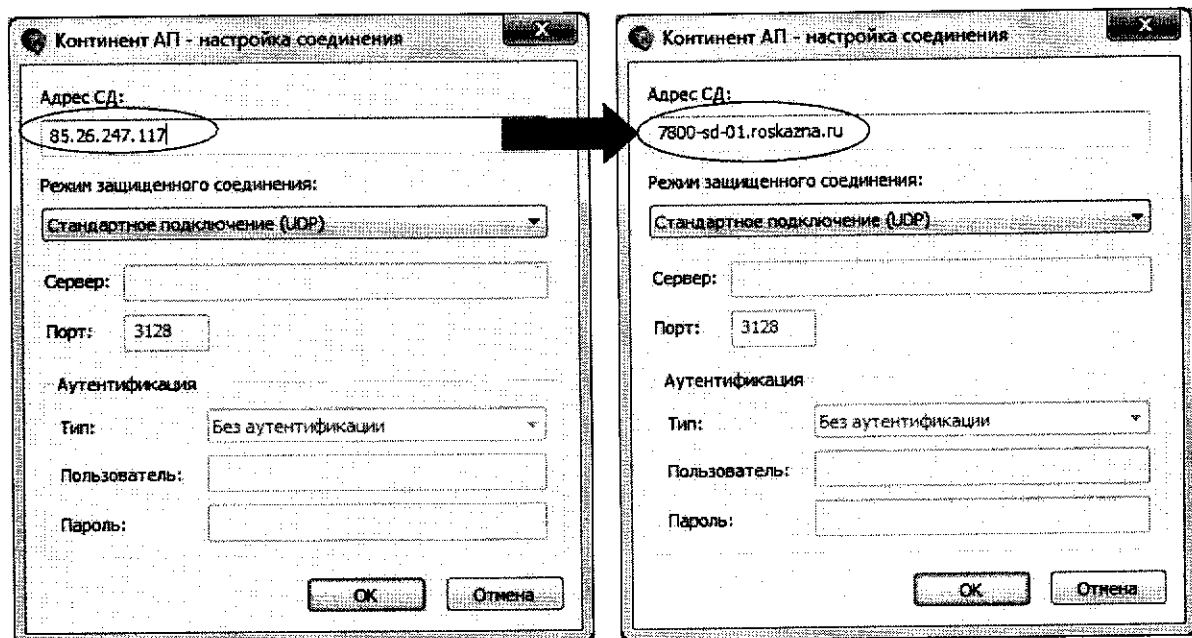 Континент АП - настройка соединения
Адрес СД:
85.26.247.117
Режим защищенного соединения:
Стандартное подключение (UDP)
Сервер:
Порт: 3128
Аутентификация
Тип: Без аутентификации
Пользователь:
Пароль:
ОК Отмена
Континент АП - настройка соединения
Адрес СД:
7800-sd-01.roskazna.ru
Режим защищенного соединения:
Стандартное подключение (UDP)
Сервер:
Порт: 3128
Аутентификация
Тип: Без аутентификации
Пользователь:
Пароль:
ОК Отмена